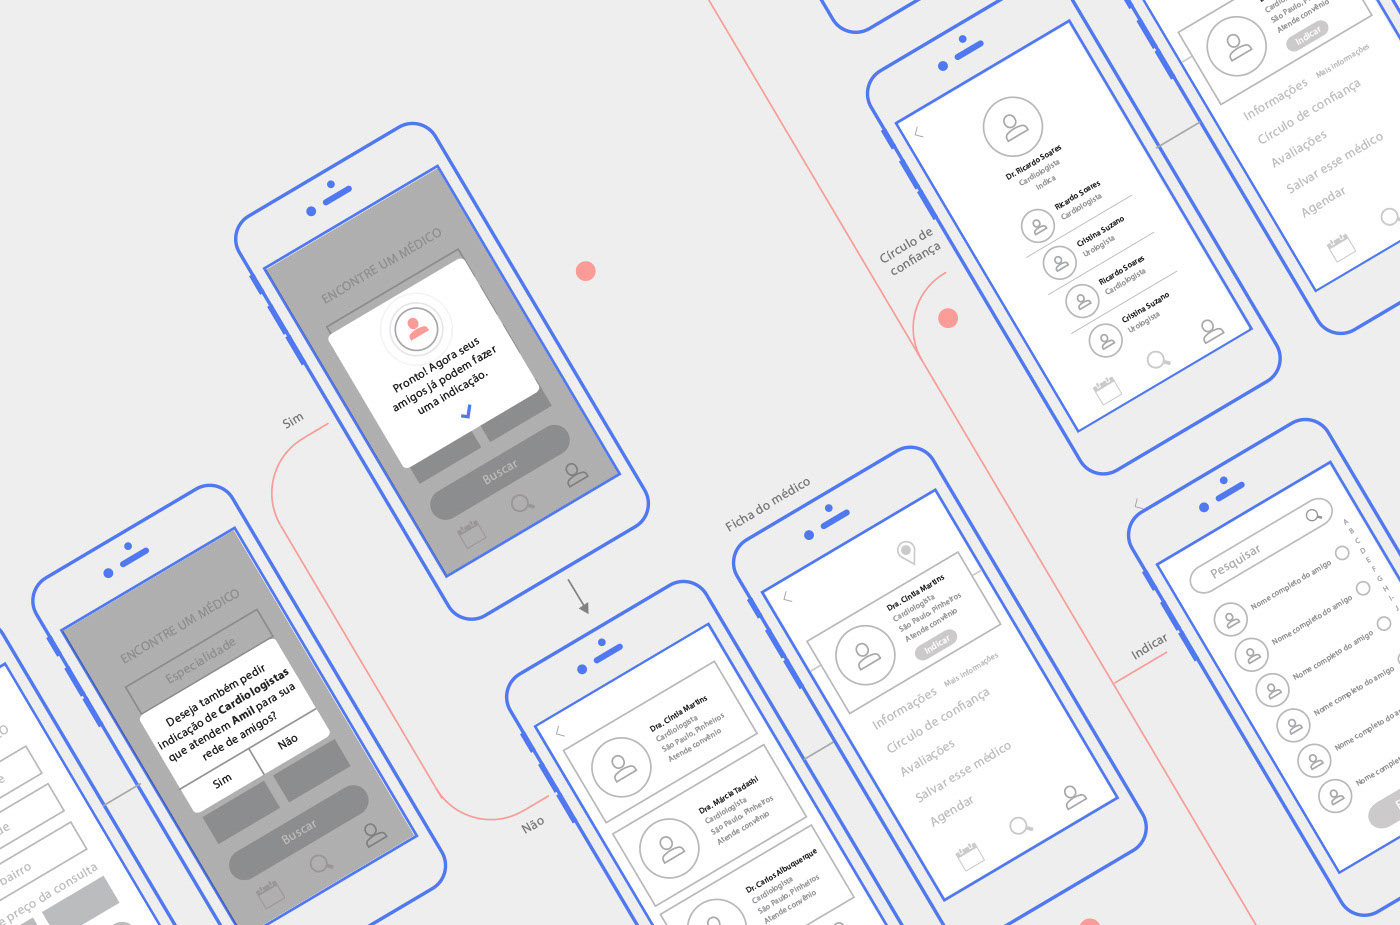 ENCONTRE UM MÉDICO
Pronto! Agora seus
amigos já podem fazer
uma indicação.
Buscar
Sim
ENCONTRE UM MÉDICO
Especialidade
Deseja também pedir
indicação de Cardiologistas
que atendem Amil para sua
rede de amigos?
Sim
Não
Buscar
bairro
e preço da consulta
Não
Dra. Cintia Martins
Cardiologista
São Paulo, Pinheiros
Atende convênio
Dra. Márcia Tadashi
Cardiologista
São Paulo, Pinheiros
Atende convênio
Dr. Carlos Albuquerque
Cardiologista
São Paulo, Pinheiros
Atende convênio
Ficha do médico
Dra. Cintia Martins
Cardiologista
São Paulo, Pinheiros
Atende convênio
Indicar
Informações
Mais Informações
Círculo de confiança
Avaliações
Salvar esse médico
Agendar
Círculo de
confiança
Dr. Ricardo Soares
Cardiologista
Indica
Ricardo Soares
Cardiologista
Cristina Suzano
Urologista
Ricardo Soares
Cardiologista
Cristina Suzano
Urologista
São Paulo, P
Atende convênio
Indicar
Informações
Mais Informações
Círculo de confiança
Avaliações
Salvar esse médico
Agendar
Indicar
Pesquisar
A
B
C
D
E
F
G
H
I
Nome completo do amigo
Nome completo do amigo
Nome completo do amigo
Nome completo do amigo
Nome completo do
Nome